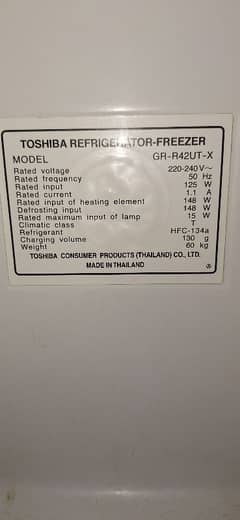 TOSHIBA REFRIGERATOR-FREEZER
MODEL GR-R42UT-X
Rated voltage 220-240 V~
Rated frequency 50 Hz
Rated input 125 W
Rated current 1.1 A
Rated input of heating element 148 W
Defrosting input 148 W
Rated maximum input of lamp 15 W
Climatic class T
Refrigerant HFC-134a
Charging volume 130 g
Weight 60 kg
TOSHIBA CONSUMER PRODUCTS (THAILAND) CO., LTD.
MADE IN THAILAND